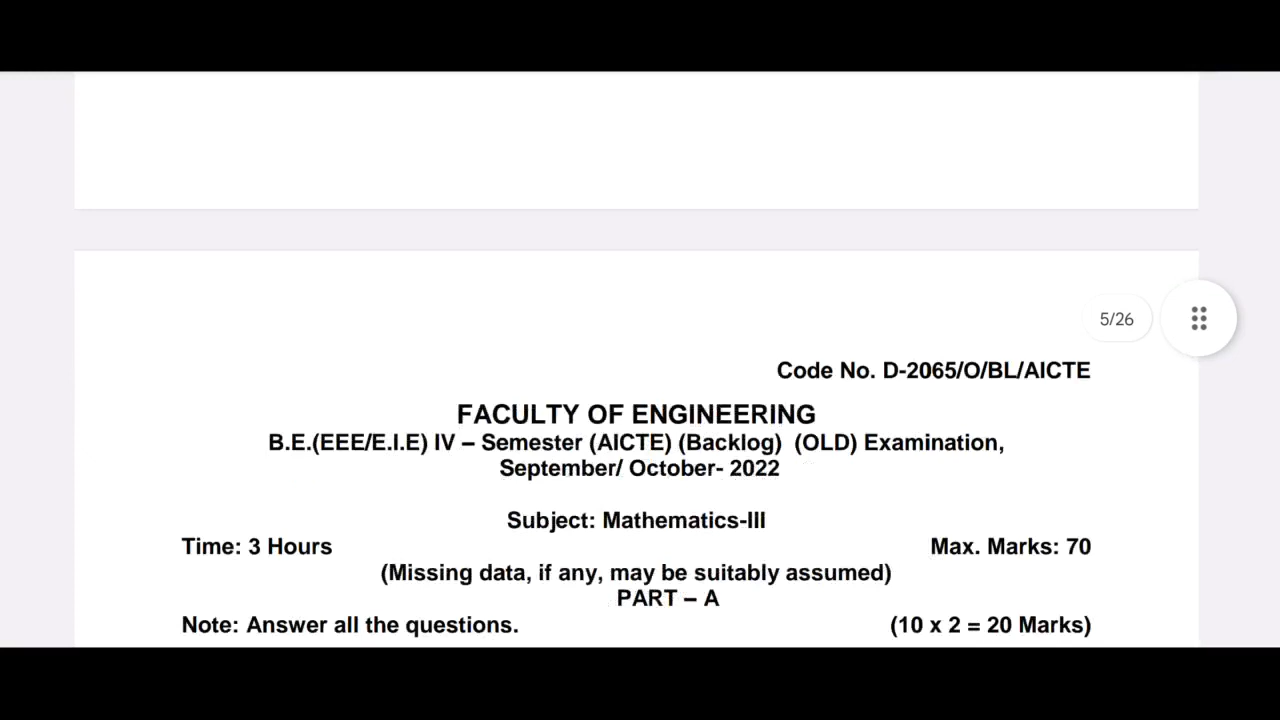 5/26
Code No. D-2065/O/BL/AICTE
FACULTY OF ENGINEERING
B.E.(EEE/E.I.E) IV – Semester (AICTE) (Backlog) (OLD) Examination,
September/ October- 2022
Subject: Mathematics-III
Time: 3 Hours Max. Marks: 70
(Missing data, if any, may be suitably assumed)
PART – A
Note: Answer all the questions. (10 x 2 = 20 Marks)